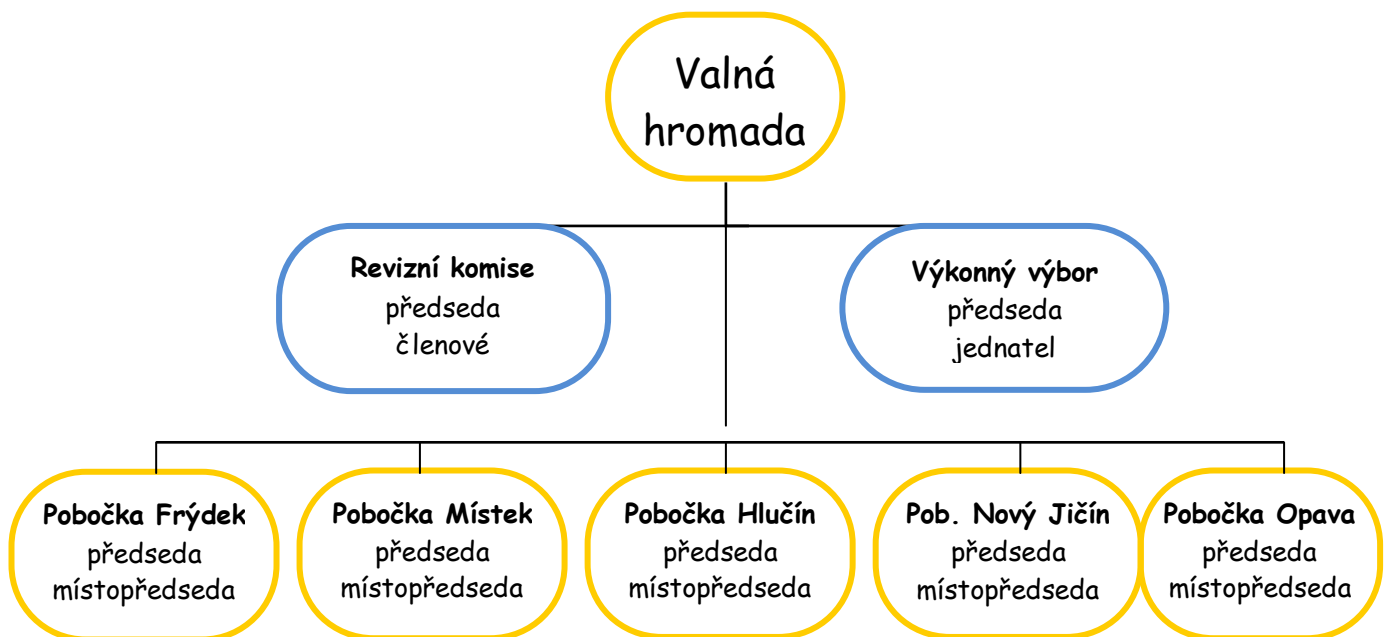 Valná
hromada
Revizní komise
předseda
členové
Výkonný výbor
předseda
jednatel
Pobočka Frýdek
předseda
místopředseda
Pobočka Místek
předseda
místopředseda
Pobočka Hlučín
předseda
místopředseda
Pob. Nový Jičín
předseda
místopředseda
Pobočka Opava
předseda
místopředseda